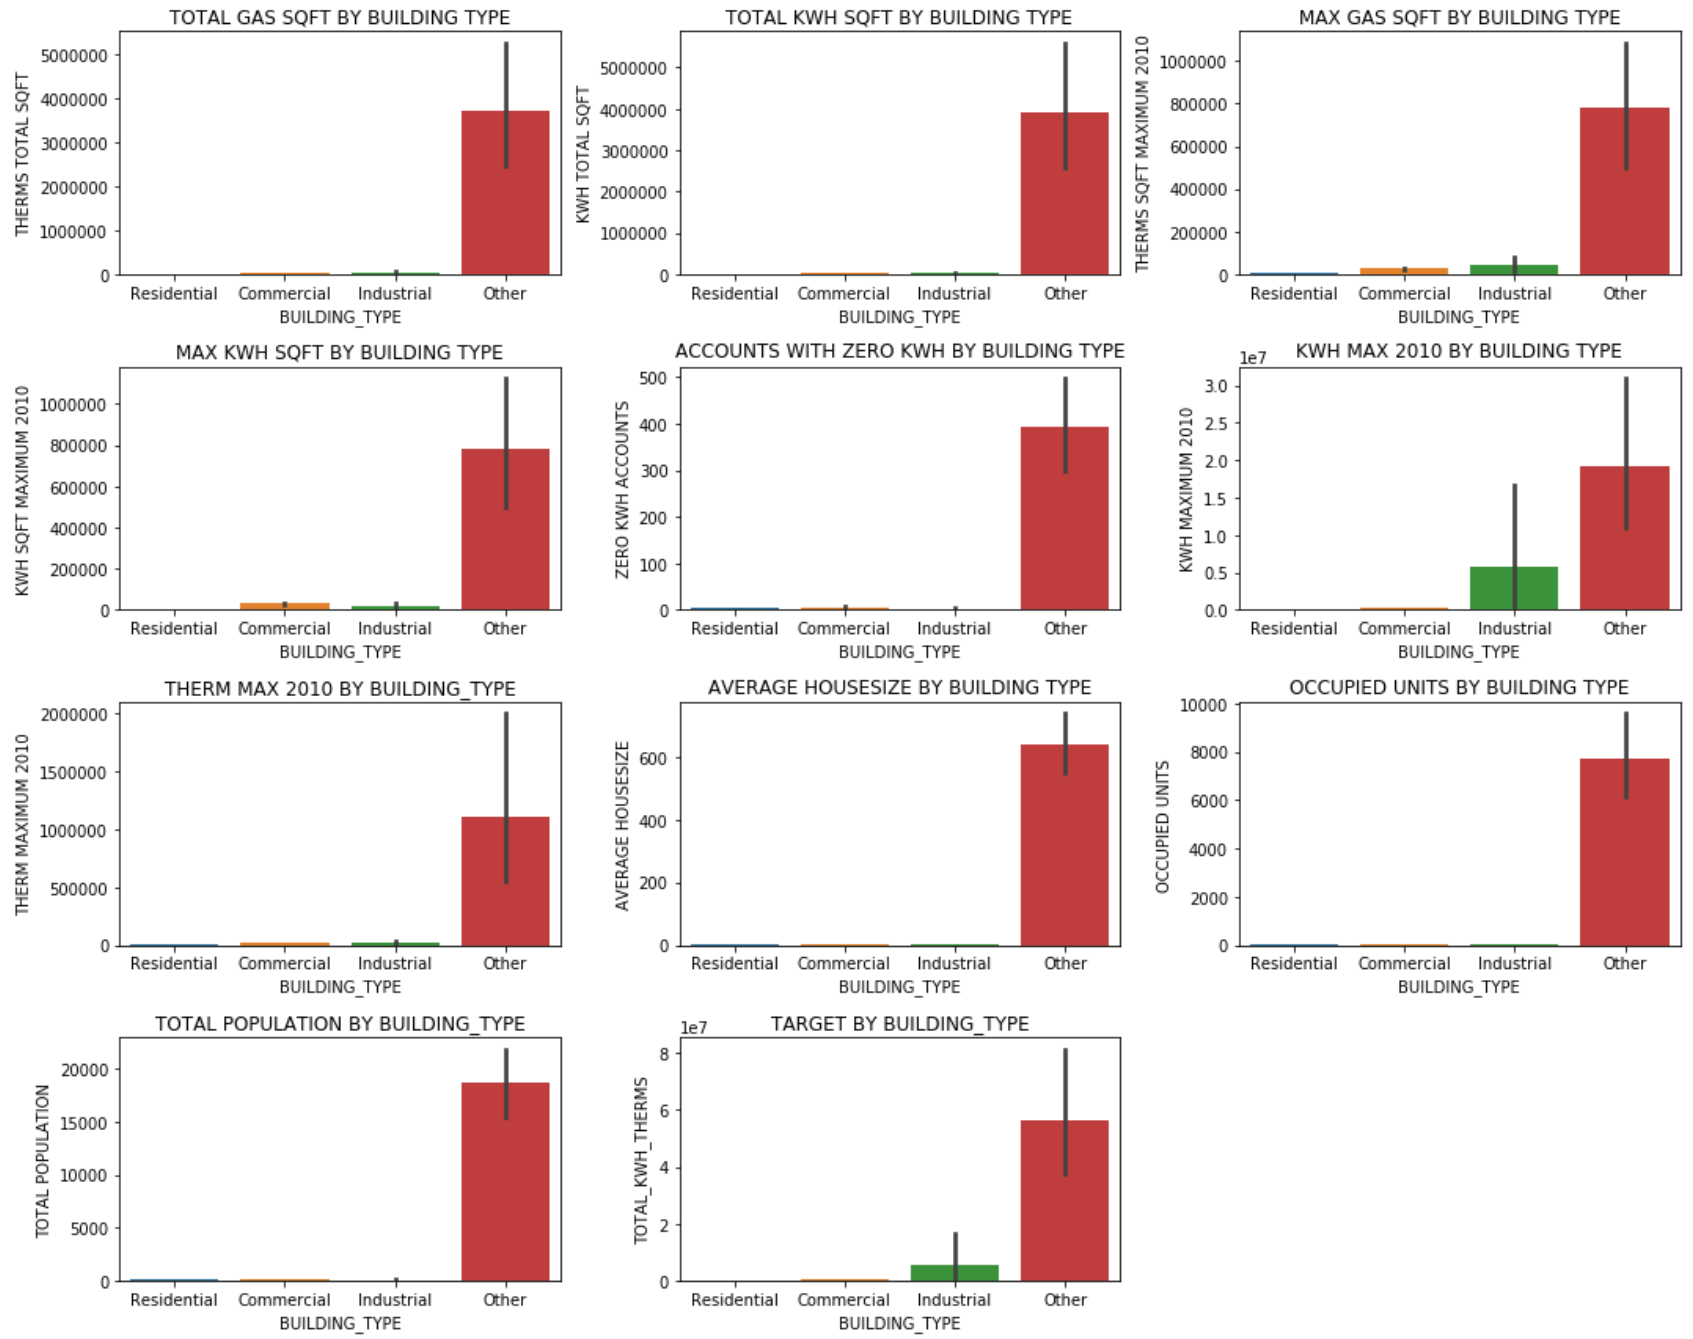 TOTAL GAS SQFT BY BUILDING TYPE
THERMS TOTAL SQFT
5000000
4000000
3000000
2000000
1000000
0
Residential Commercial Industrial Other
BUILDING_TYPE
TOTAL KWH SQFT BY BUILDING TYPE
KWH TOTAL SQFT
5000000
4000000
3000000
2000000
1000000
0
Residential Commercial Industrial Other
BUILDING_TYPE
MAX GAS SQFT BY BUILDING TYPE
THERMS SQFT MAXIMUM 2010
1000000
800000
600000
400000
200000
0
Residential Commercial Industrial Other
BUILDING_TYPE
MAX KWH SQFT BY BUILDING TYPE
KWH SQFT MAXIMUM 2010
1000000
800000
600000
400000
200000
0
Residential Commercial Industrial Other
BUILDING_TYPE
ACCOUNTS WITH ZERO KWH BY BUILDING TYPE
ZERO KWH ACCOUNTS
500
400
300
200
100
0
Residential Commercial Industrial Other
BUILDING_TYPE
1e7 KWH MAX 2010 BY BUILDING TYPE
KWH MAXIMUM 2010
3.0
2.5
2.0
1.5
1.0
0.5
0.0
Residential Commercial Industrial Other
BUILDING_TYPE
THERM MAX 2010 BY BUILDING_TYPE
THERM MAXIMUM 2010
2000000
1500000
1000000
500000
0
Residential Commercial Industrial Other
BUILDING_TYPE
AVERAGE HOUSESIZE BY BUILDING TYPE
AVERAGE HOUSESIZE
600
400
200
0
Residential Commercial Industrial Other
BUILDING_TYPE
OCCUPIED UNITS BY BUILDING TYPE
OCCUPIED UNITS
10000
8000
6000
4000
2000
0
Residential Commercial Industrial Other
BUILDING_TYPE
TOTAL POPULATION BY BUILDING_TYPE
TOTAL POPULATION
20000
15000
10000
5000
0
Residential Commercial Industrial Other
BUILDING_TYPE
1e7 TARGET BY BUILDING_TYPE
TOTAL_KWH_THERMS
8
6
4
2
0
Residential Commercial Industrial Other
BUILDING_TYPE